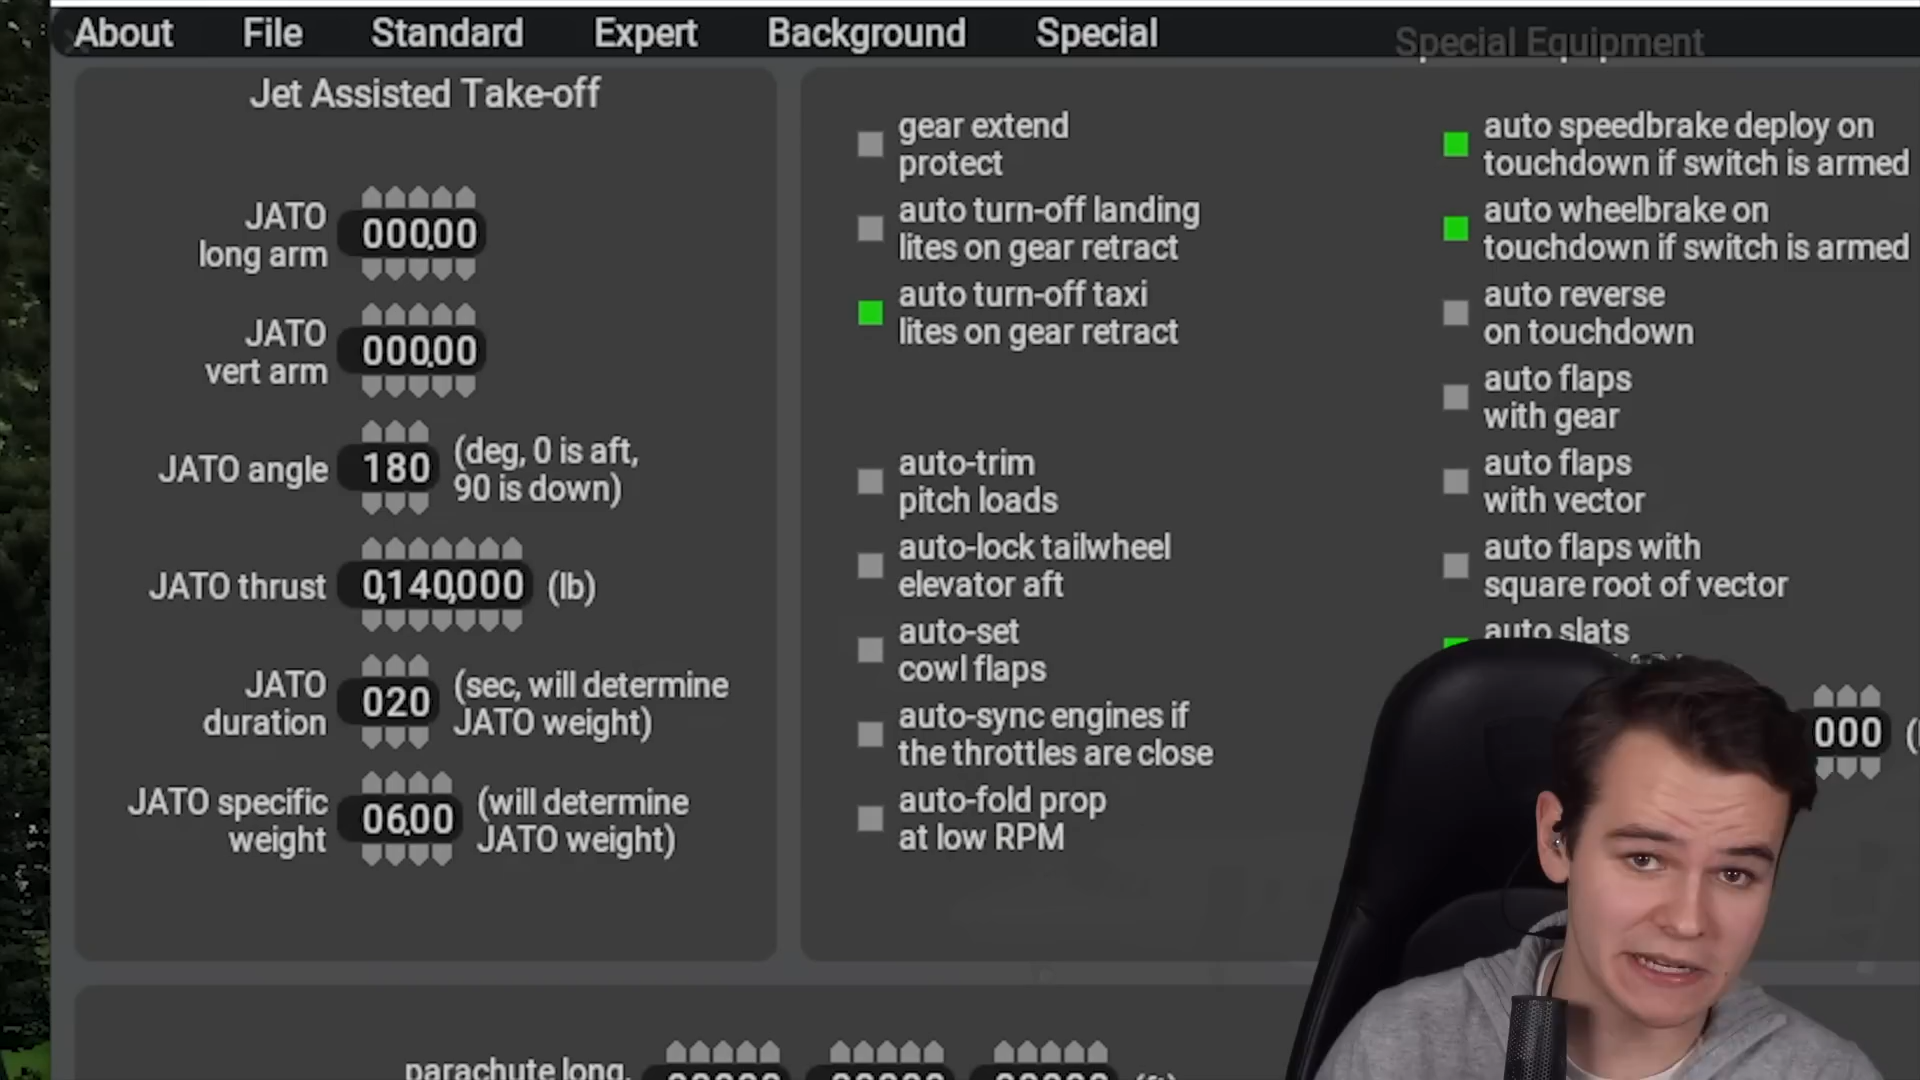 About File Standard Expert Background Special
Special Equipment
Jet Assisted Take-off
JATO
long arm
000.00
JATO
vert arm
000.00
JATO angle
180
(deg, 0 is aft,
90 is down)
JATO thrust
0,140,000
(lb)
JATO
duration
020
(sec, will determine
JATO weight)
JATO specific
weight
06.00
(will determine
JATO weight)
gear extend
protect
auto turn-off landing
lites on gear retract
auto turn-off taxi
lites on gear retract
auto-trim
pitch loads
auto-lock tailwheel
elevator aft
auto-set
cowl flaps
auto-sync engines if
the throttles are close
auto-fold prop
at low RPM
auto speedbrake deploy on
touchdown if switch is armed
auto wheelbrake on
touchdown if switch is armed
auto reverse
on touchdown
auto flaps
with gear
auto flaps
with vector
auto flaps with
square root of vector
auto slats
000
parachute long.